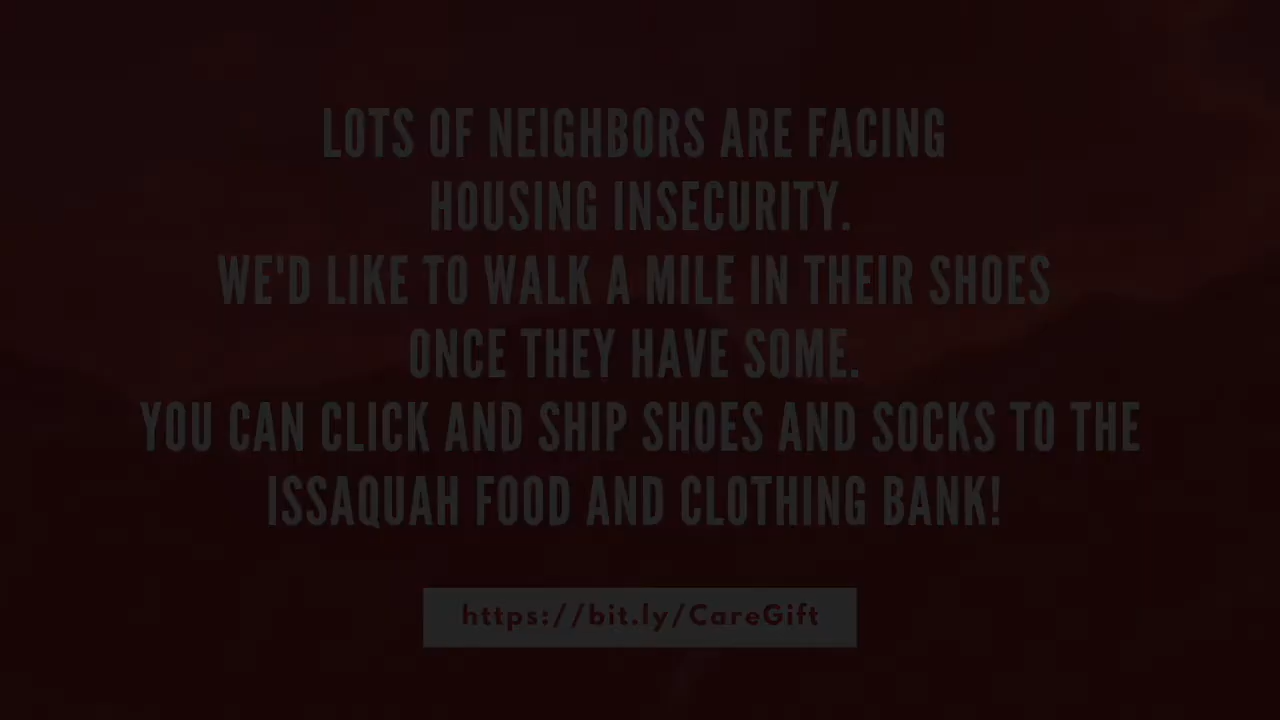 LOTS OF NEIGHBORS ARE FACING
HOUSING INSECURITY.
WE'D LIKE TO WALK A MILE IN THEIR SHOES
ONCE THEY HAVE SOME.
YOU CAN CLICK AND SHIP SHOES AND SOCKS TO THE
ISSAQUAH FOOD AND CLOTHING BANK!
https://bit.ly/CareGift